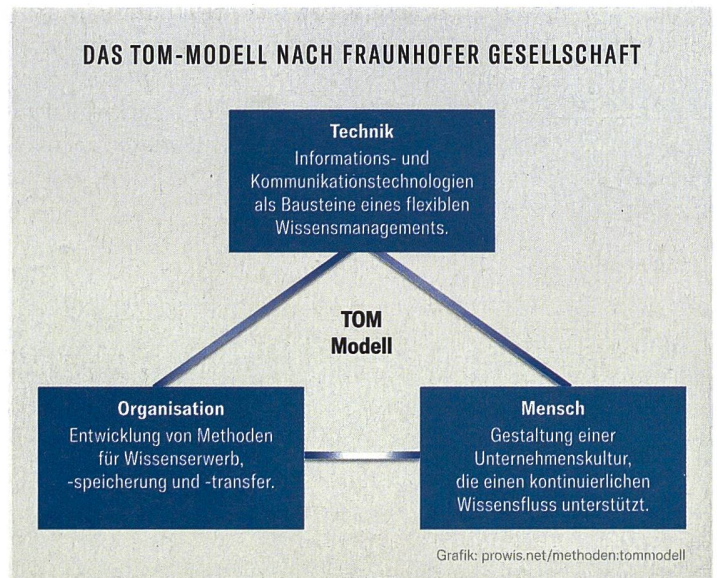 DAS TOM-MODELL NACH FRAUNHOFER GESELLSCHAFT
Technik
Informations- und
Kommunikationstechnologien
als Bausteine eines flexiblen
Wissensmanagements.
TOM
Modell
Organisation
Entwicklung von Methoden
für Wissenserwerb,
-speicherung und -transfer.
Mensch
Gestaltung einer
Unternehmenskultur,
die einen kontinuierlichen
Wissensfluss unterstützt.
Grafik: prowis.net/methoden:tommodell